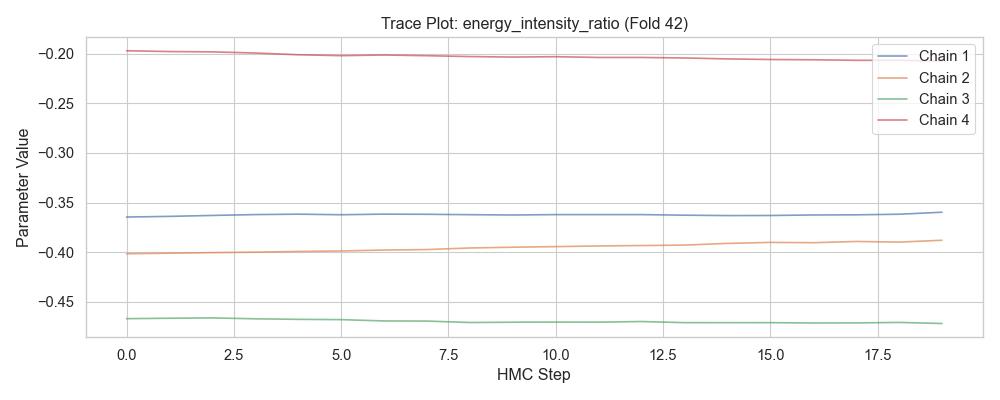 Trace Plot: energy_intensity_ratio (Fold 42)
Chain 1
Chain 2
Chain 3
Chain 4
Parameter Value
−0.20
−0.25
−0.30
−0.35
−0.40
−0.45
0.0 2.5 5.0 7.5 10.0 12.5 15.0 17.5
HMC Step